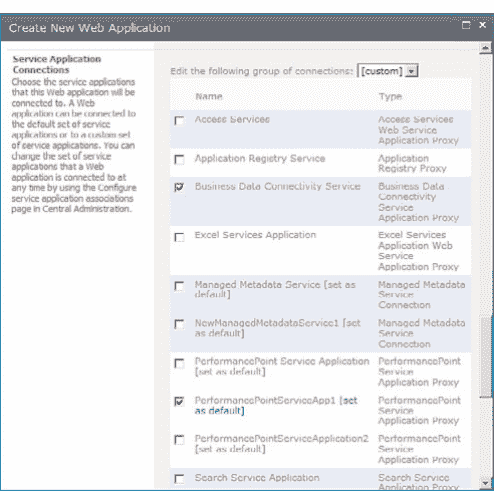 Create New Web Application
Service Application
Connections
Choose the service applications
that this Web application will be
connected to. A Web
application can be connected to
the default set of service
applications or to a custom set
of service applications. You can
change the set of service
applications that a Web
application is connected to at
any time by using the Configure
service application associations
page in Central Administration.
Edit the following group of connections: [custom]
Name Type
Access Services Access Services
Web Service
Application Proxy
Application Registry Service Application
Registry Proxy
Business Data Connectivity Service Business Data
Connectivity
Service
Application Proxy
Excel Services Application Excel Services
Application Web
Service
Application Proxy
Managed Metadata Service [set as Managed Metadata
default] Service
Connection
NewManagedMetadataService1 [set Managed Metadata
as default] Service
Connection
PerformancePoint Service Application PerformancePoint
[set as default] Service
Application Proxy
PerformancePointServiceApp1 [set PerformancePoint
as default] Service
Application Proxy
PerformancePointServiceApplication2 PerformancePoint
[set as default] Service
Application Proxy
Search Service Application Search Service
Application Proxy